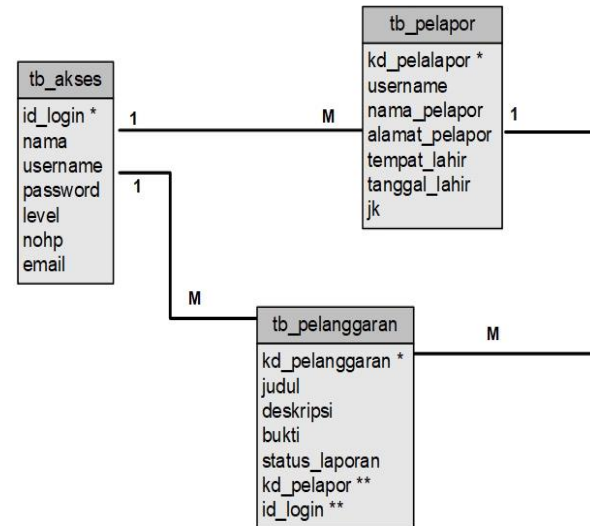 tb_akses
id_login *
nama
username
password
level
nohp
email
1
M
1
M
tb_pelapor
kd_pelalapor *
username
nama_pelapor
alamat_pelapor
tempat_lahir
tanggal_lahir
jk
1
M
tb_pelanggaran
kd_pelanggaran *
judul
deskripsi
bukti
status_laporan
kd_pelapor **
id_login **